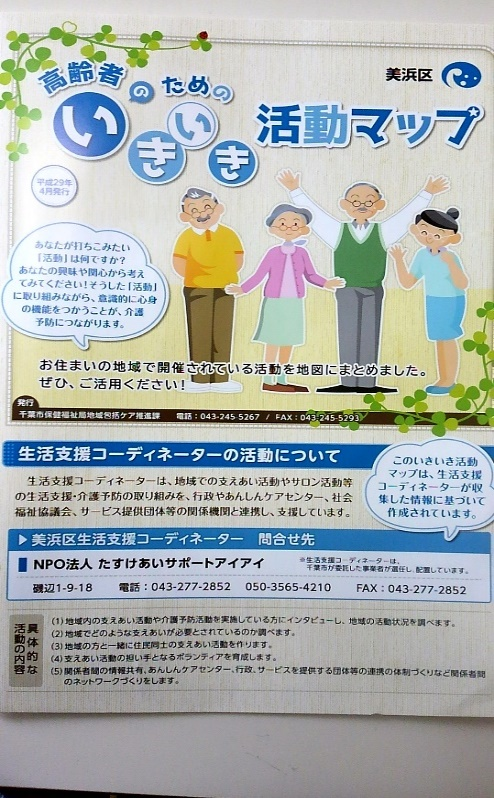 美浜区
高齢者のための
いきいき 活動マップ
平成29年
4月発行
あなたが打ちこみたい
「活動」は何ですか?
あなたの興味や関心から考え
てみてください!そうした「活動」
に取り組みながら、意識的に心身
の機能をつかうことが、介護
予防につながります。
お住まいの地域で開催されている活動を地図にまとめました。
ぜひ、ご活用ください!
発行
千葉市保健福祉局地域包括ケア推進課 電話:043-245-5267 / FAX:043-245-5293
生活支援コーディネーターの活動について
生活支援コーディネーターは、地域での支えあい活動やサロン活動等
の生活支援・介護予防の取り組みを、行政やあんしんケアセンター、社会
福祉協議会、サービス提供団体等の関係機関と連携し、支援しています。
このいきいき活動
マップは、生活支援
コーディネーターが収
集した情報に基づいて
作成されています。
▶美浜区生活支援コーディネーター 問合せ先
NPO法人 たすけあいサポートアイアイ
※生活支援コーディネーターは、
千葉市が委託した事業者が選任し、配置しています。
磯辺1-9-18 電話:043-277-2852 050-3565-4210 FAX:043-277-2852
具体的な
活動の内容
(1)地域内の支えあい活動や介護予防活動を実施している方にインタビューし、地域の活動状況を調べます。
(2)地域でどのような支えあいが必要とされているのか調べます。
(3)地域の方と一緒に住民同士の支えあい活動を作ります。
(4)支えあい活動の担い手となるボランティアを育成します。
(5)関係者間の情報共有、あんしんケアセンター、行政、サービスを提供する団体等の連携の体制づくりなど関係者間
のネットワークづくりをします。